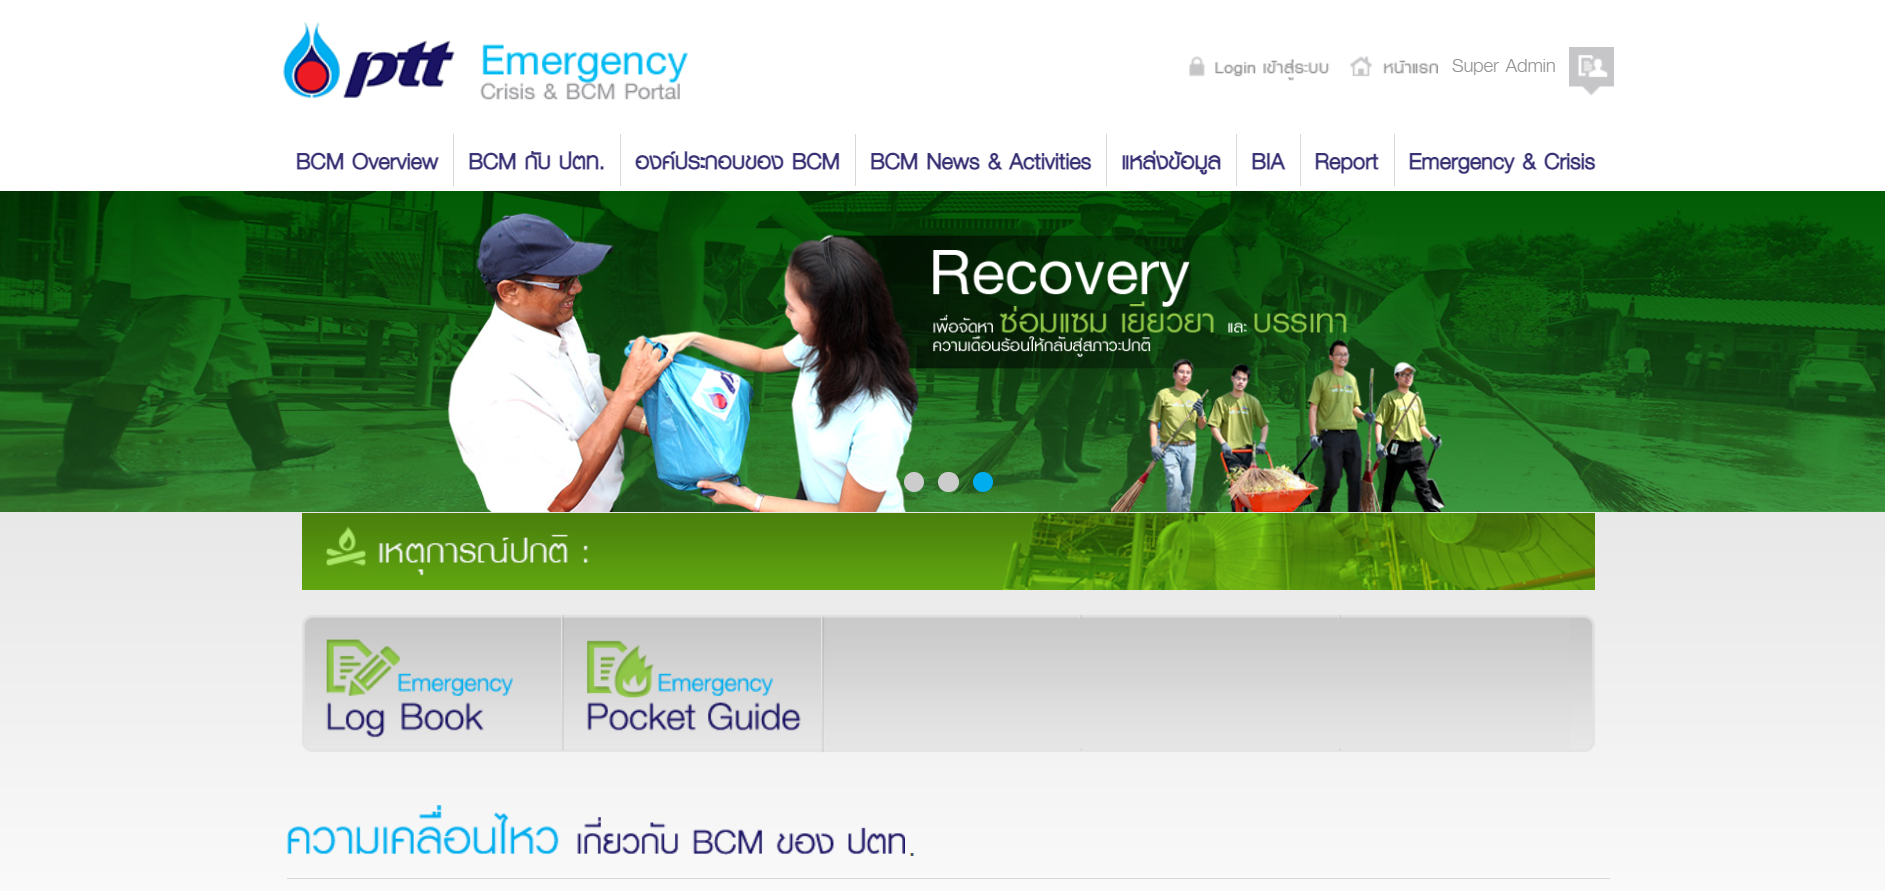 ptt
Emergency
Crisis & BCM Portal
Login เข้าสู่ระบบ
หน้าแรก
Super Admin
BCM Overview
BCM กับ ปตท.
องค์ประกอบของ BCM
BCM News & Activities
แหล่งข้อมูล
BIA
Report
Emergency & Crisis
Recovery
เพื่อจัดหา ซ่อมแซม เยียวยา และ บรรเทา
ความเดือนร้อนให้กลับสู่สภาวะปกติ
เหตุการณ์ปกติ :
Emergency
Log Book
Emergency
Pocket Guide
ความเคลื่อนไหว เกี่ยวกับ BCM ของ ปตท.